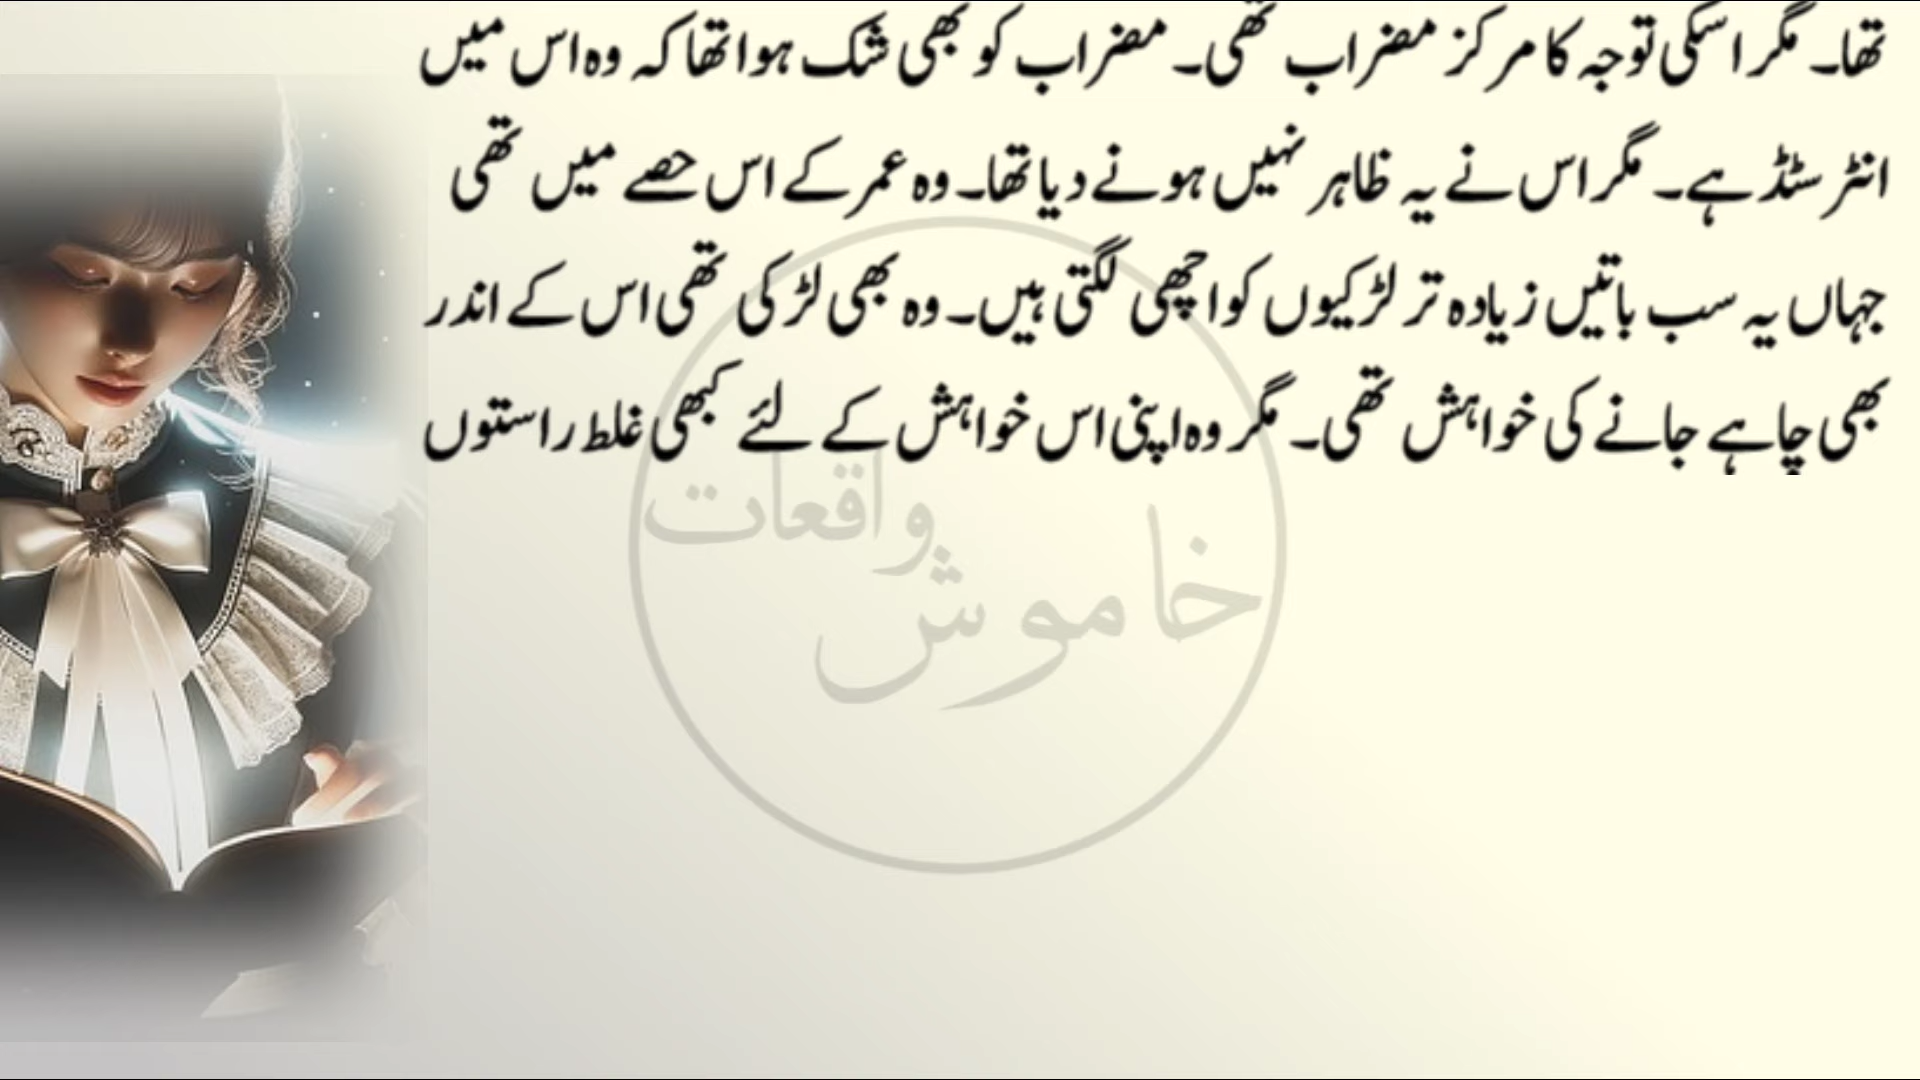 تھا۔ مگر اسکی توجہ کا مرکز مضراب تھی۔ مضراب کو بھی شک ہوا تھا کہ وہ اس میں
انٹرسٹڈ ہے۔ مگر اس نے یہ ظاہر نہیں ہونے دیا تھا۔ وہ عمر کے اس حصے میں تھی
جہاں یہ سب باتیں زیادہ تر لڑکیوں کو اچھی لگتی ہیں۔ وہ بھی لڑکی تھی اس کے اندر
بھی چاہے جانے کی خواہش تھی۔ مگر وہ اپنی اس خواہش کے لئے کبھی غلط راستوں
خاموش واقعات